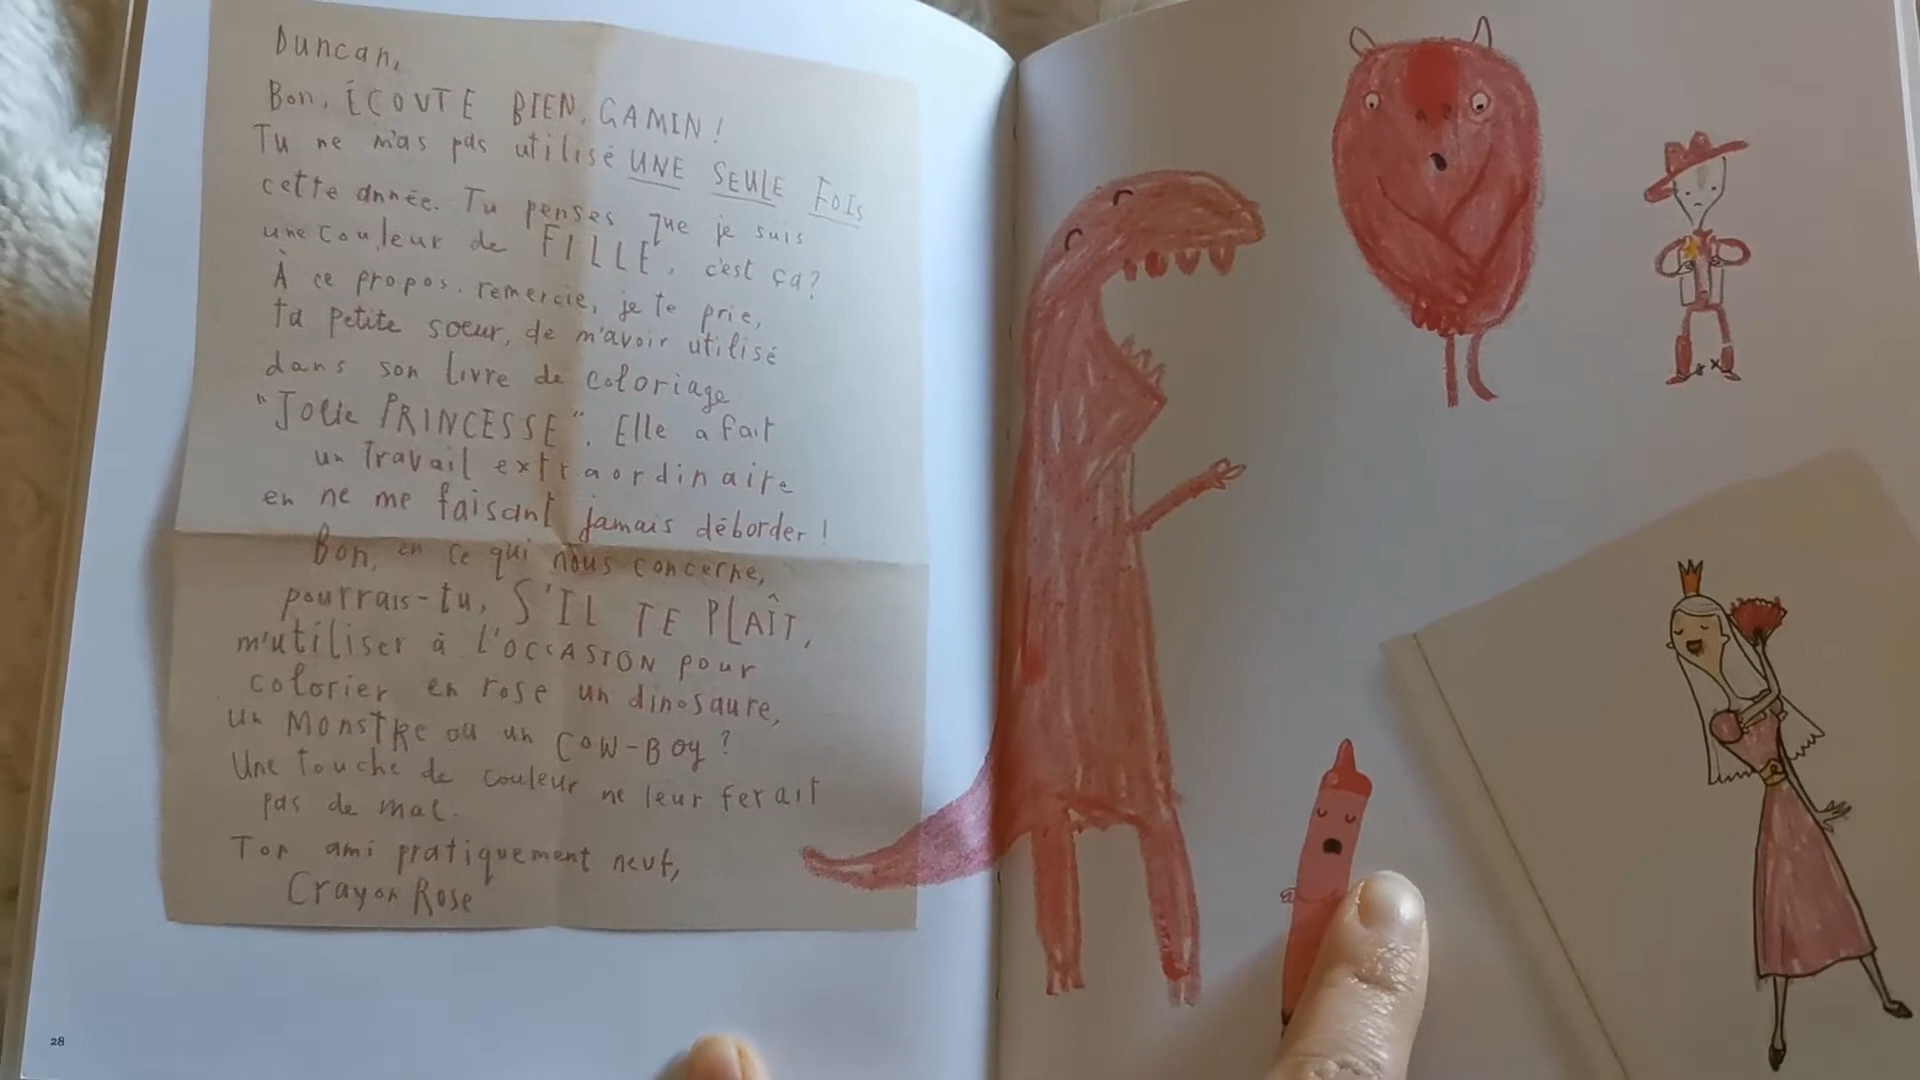 Duncan,
Bon, ÉCOUTE BIEN, GAMIN !
Tu ne m'as pas utilisé UNE SEULE FOIS
cette année. Tu penses que je suis
une couleur de FILLE, c'est ça ?
À ce propos, remercie, je te prie,
ta petite sœur, de m'avoir utilisé
dans son livre de coloriage
"JOLIE PRINCESSE". Elle a fait
un travail extraordinaire
en ne me faisant jamais déborder !
Bon, en ce qui nous concerne,
pourrais-tu, S'IL TE PLAÎT,
m'utiliser à L'OCCASION pour
colorier en rose un dinosaure,
un MONSTRE ou un COW-BOY ?
Une touche de couleur ne leur ferait
pas de mal.
Ton ami pratiquement neuf,
Crayon Rose
28